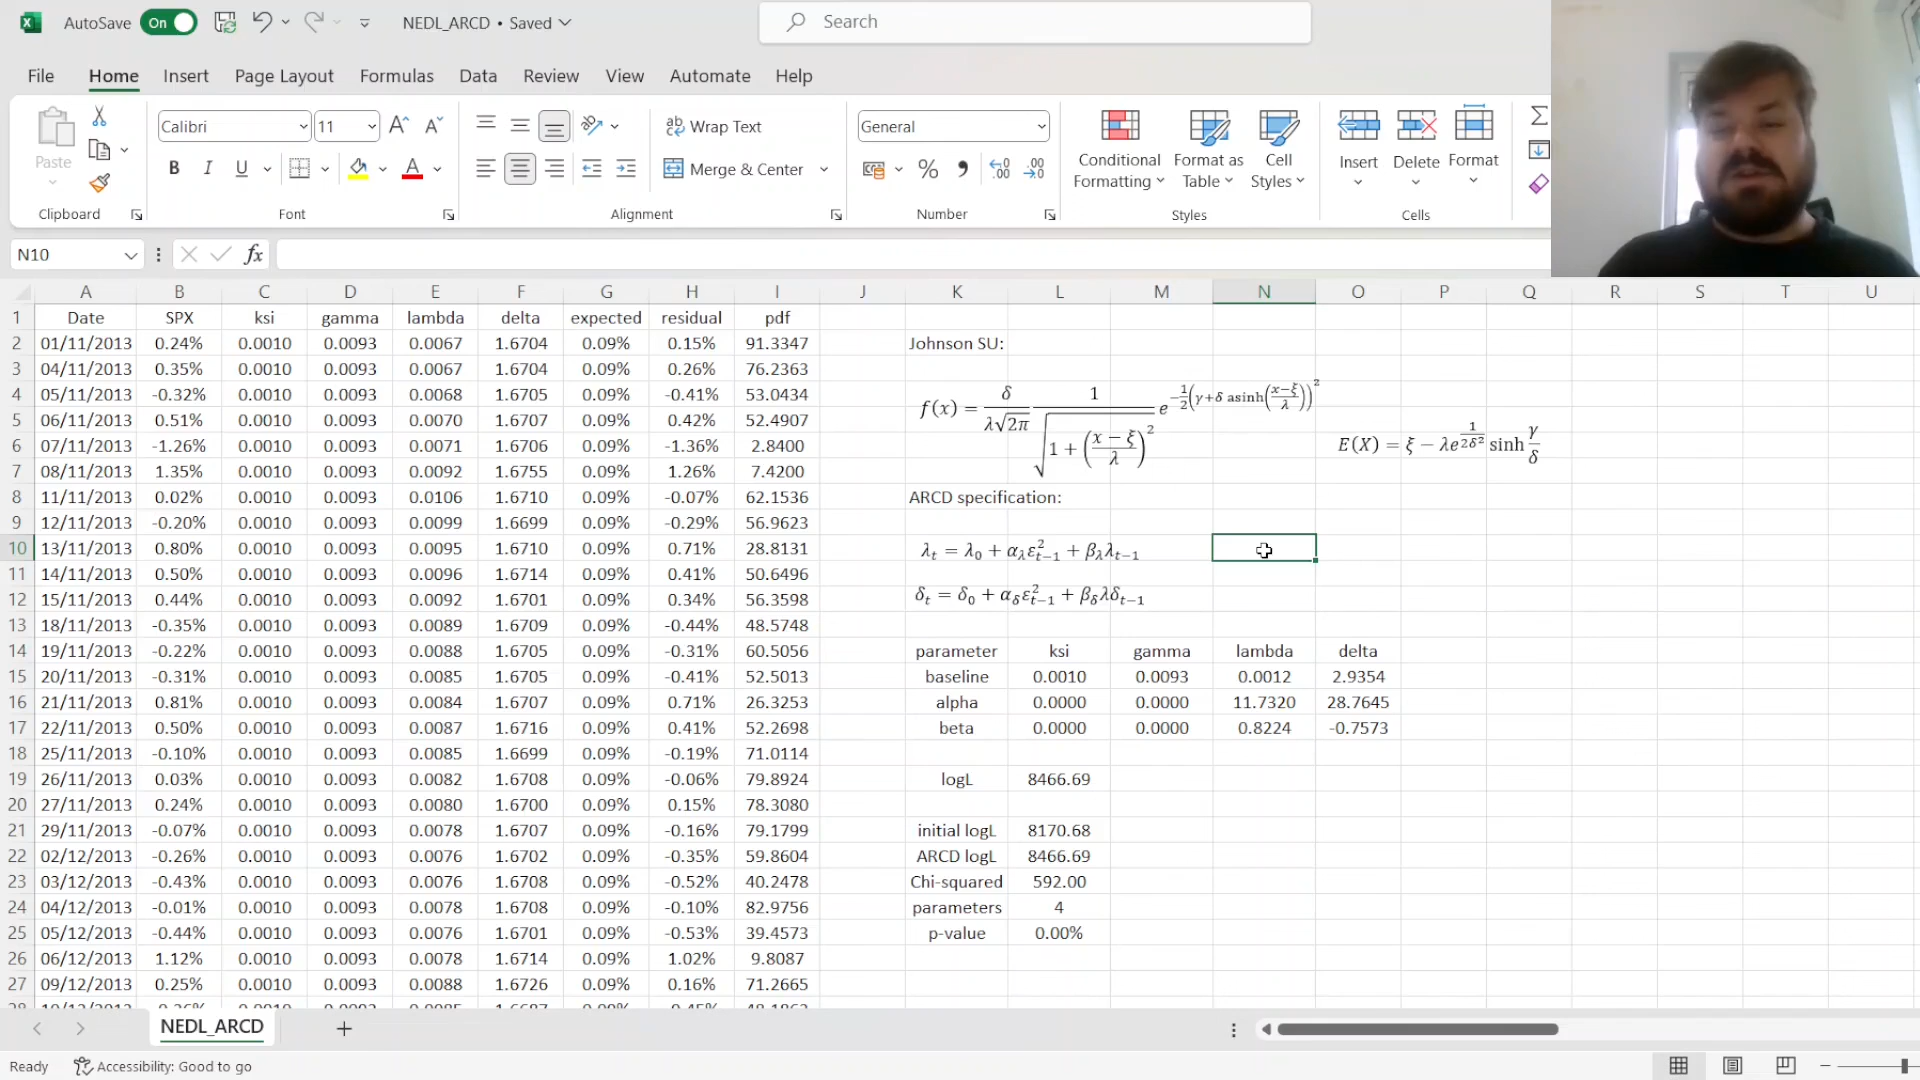 AutoSave On NEDL_ARCD • Saved Search
File Home Insert Page Layout Formulas Data Review View Automate Help
Paste Calibri 11 Wrap Text General Conditional Formatting Format as Table Cell Styles Insert Delete Format
B I U Merge & Center % ,
Clipboard Font Alignment Number Styles Cells
N10 fx
A B C D E F G H I J K L M N O P Q R S T U
1 Date SPX ksi gamma lambda delta expected residual pdf
2 01/11/2013 0.24% 0.0010 0.0093 0.0067 1.6704 0.09% 0.15% 91.3347 Johnson SU:
3 04/11/2013 0.35% 0.0010 0.0093 0.0067 1.6704 0.09% 0.26% 76.2363
4 05/11/2013 -0.32% 0.0010 0.0093 0.0068 1.6705 0.09% -0.41% 53.0434
f(x) = δ/(λ√2π) 1/√(1 + ((x − ξ)/λ)²) e^(−½(γ+δ asinh((x−ξ)/λ))²)
5 06/11/2013 0.51% 0.0010 0.0093 0.0070 1.6707 0.09% 0.42% 52.4907
6 07/11/2013 -1.26% 0.0010 0.0093 0.0071 1.6706 0.09% -1.36% 2.8400
E(X) = ξ − λe^(1/(2δ²)) sinh γ/δ
7 08/11/2013 1.35% 0.0010 0.0093 0.0092 1.6755 0.09% 1.26% 7.4200
8 11/11/2013 0.02% 0.0010 0.0093 0.0106 1.6710 0.09% -0.07% 62.1536 ARCD specification:
9 12/11/2013 -0.20% 0.0010 0.0093 0.0099 1.6699 0.09% -0.29% 56.9623
10 13/11/2013 0.80% 0.0010 0.0093 0.0095 1.6710 0.09% 0.71% 28.8131 λₜ = λ₀ + α_λ ε²ₜ₋₁ + β_λ λₜ₋₁
11 14/11/2013 0.50% 0.0010 0.0093 0.0096 1.6714 0.09% 0.41% 50.6496
12 15/11/2013 0.44% 0.0010 0.0093 0.0092 1.6701 0.09% 0.34% 56.3598 δₜ = δ₀ + α_δ ε²ₜ₋₁ + β_δ λδₜ₋₁
13 18/11/2013 -0.35% 0.0010 0.0093 0.0089 1.6709 0.09% -0.44% 48.5748
14 19/11/2013 -0.22% 0.0010 0.0093 0.0088 1.6705 0.09% -0.31% 60.5056 parameter ksi gamma lambda delta
15 20/11/2013 -0.31% 0.0010 0.0093 0.0085 1.6705 0.09% -0.41% 52.5013 baseline 0.0010 0.0093 0.0012 2.9354
16 21/11/2013 0.81% 0.0010 0.0093 0.0084 1.6707 0.09% 0.71% 26.3253 alpha 0.0000 0.0000 11.7320 28.7645
17 22/11/2013 0.50% 0.0010 0.0093 0.0087 1.6716 0.09% 0.41% 52.2698 beta 0.0000 0.0000 0.8224 -0.7573
18 25/11/2013 -0.10% 0.0010 0.0093 0.0085 1.6699 0.09% -0.19% 71.0114
19 26/11/2013 0.03% 0.0010 0.0093 0.0082 1.6708 0.09% -0.06% 79.8924 logL 8466.69
20 27/11/2013 0.24% 0.0010 0.0093 0.0080 1.6700 0.09% 0.15% 78.3080
21 29/11/2013 -0.07% 0.0010 0.0093 0.0078 1.6707 0.09% -0.16% 79.1799 initial logL 8170.68
22 02/12/2013 -0.26% 0.0010 0.0093 0.0076 1.6702 0.09% -0.35% 59.8604 ARCD logL 8466.69
23 03/12/2013 -0.43% 0.0010 0.0093 0.0076 1.6708 0.09% -0.52% 40.2478 Chi-squared 592.00
24 04/12/2013 -0.01% 0.0010 0.0093 0.0078 1.6708 0.09% -0.10% 82.9756 parameters 4
25 05/12/2013 -0.44% 0.0010 0.0093 0.0076 1.6701 0.09% -0.53% 39.4573 p-value 0.00%
26 06/12/2013 1.12% 0.0010 0.0093 0.0078 1.6714 0.09% 1.02% 9.8087
27 09/12/2013 0.25% 0.0010 0.0093 0.0088 1.6726 0.09% 0.16% 71.2665
NEDL_ARCD
Ready Accessibility: Good to go